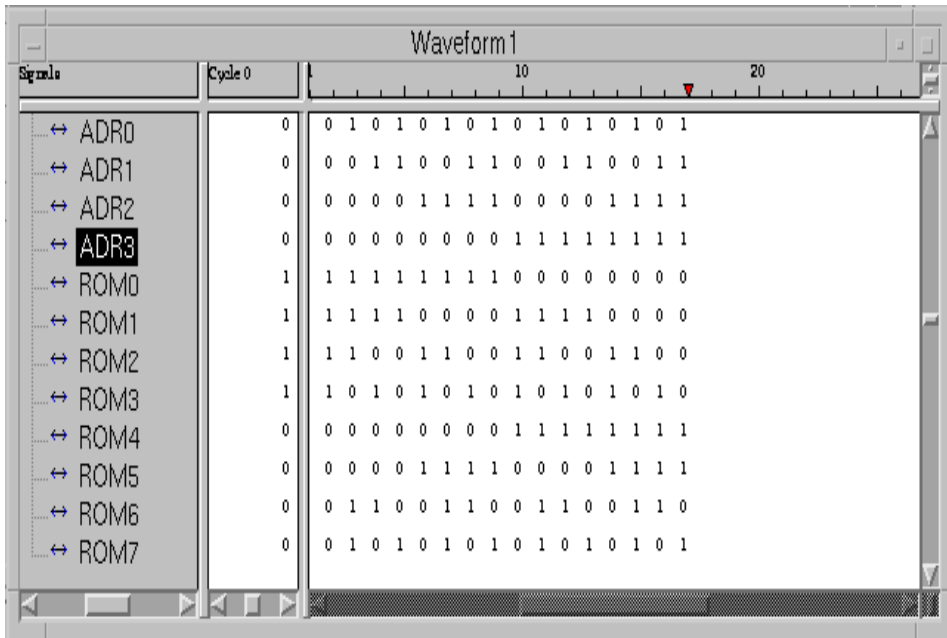 Waveform1
Signals Cycle 0 1 10 20
ADR0 0 0 1 0 1 0 1 0 1 0 1 0 1 0 1 0 1
ADR1 0 0 0 1 1 0 0 1 1 0 0 1 1 0 0 1 1
ADR2 0 0 0 0 0 1 1 1 1 0 0 0 0 1 1 1 1
ADR3 0 0 0 0 0 0 0 0 0 1 1 1 1 1 1 1 1
ROM0 1 1 1 1 1 1 1 1 1 0 0 0 0 0 0 0 0
ROM1 1 1 1 1 1 0 0 0 0 1 1 1 1 0 0 0 0
ROM2 1 1 1 0 0 1 1 0 0 1 1 0 0 1 1 0 0
ROM3 1 1 0 1 0 1 0 1 0 1 0 1 0 1 0 1 0
ROM4 0 0 0 0 0 0 0 0 0 1 1 1 1 1 1 1 1
ROM5 0 0 0 0 0 1 1 1 1 0 0 0 0 1 1 1 1
ROM6 0 0 1 1 0 0 1 1 0 0 1 1 0 0 1 1 0
ROM7 0 0 1 0 1 0 1 0 1 0 1 0 1 0 1 0 1